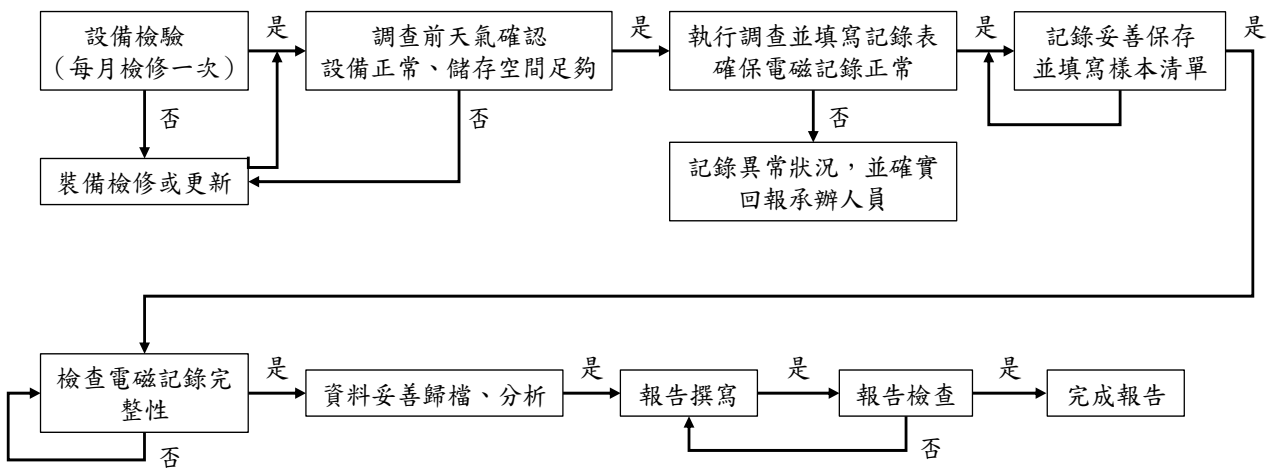 設備檢驗
（每月檢修一次）
是
調查前天氣確認
設備正常、儲存空間足夠
是
執行調查並填寫記錄表
確保電磁記錄正常
是
記錄妥善保存
並填寫樣本清單
是
否
否
否
裝備檢修或更新
記錄異常狀況，並確實
回報承辦人員
檢查電磁記錄完
整性
是
資料妥善歸檔、分析
是
報告撰寫
是
報告檢查
是
完成報告
否
否